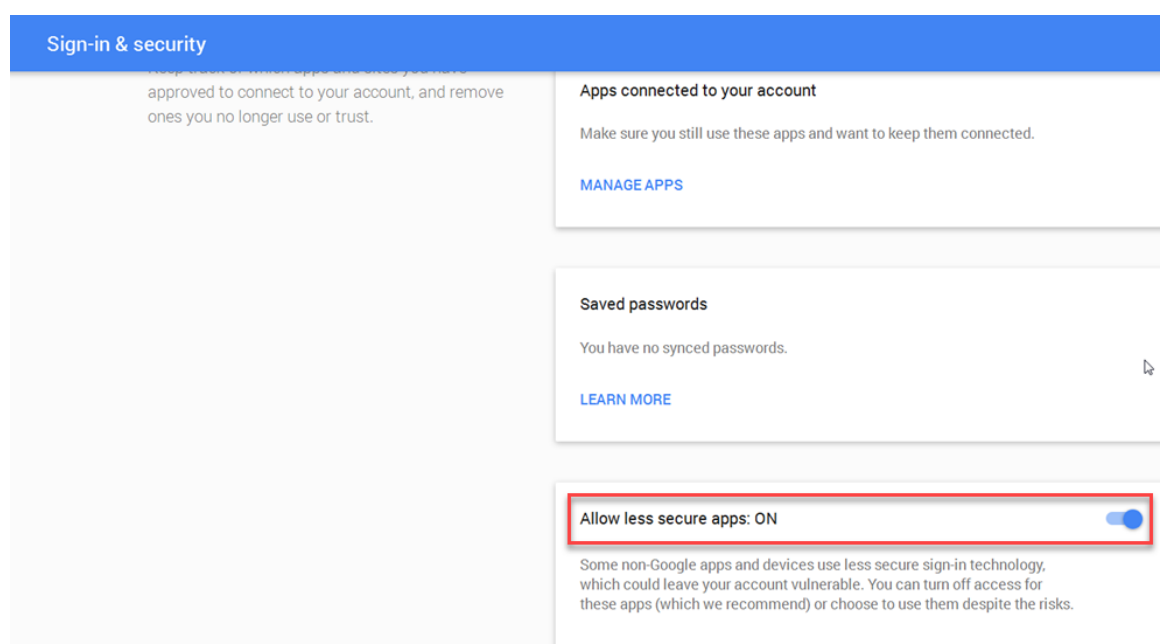 Sign-in & security
approved to connect to your account, and remove
ones you no longer use or trust.
Apps connected to your account
Make sure you still use these apps and want to keep them connected.
MANAGE APPS
Saved passwords
You have no synced passwords.
LEARN MORE
Allow less secure apps: ON
Some non-Google apps and devices use less secure sign-in technology,
which could leave your account vulnerable. You can turn off access for
these apps (which we recommend) or choose to use them despite the risks.